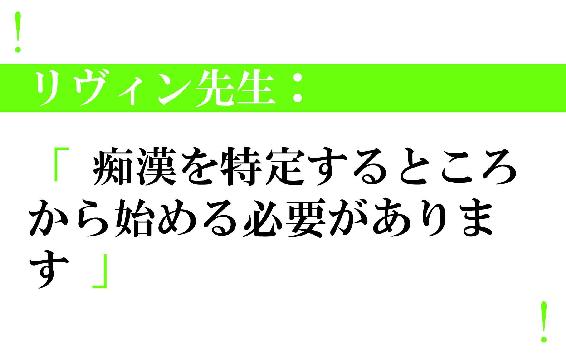 !
リヴィン先生：
「 痴漢を特定するところ
から始める必要がありま
す 」
!